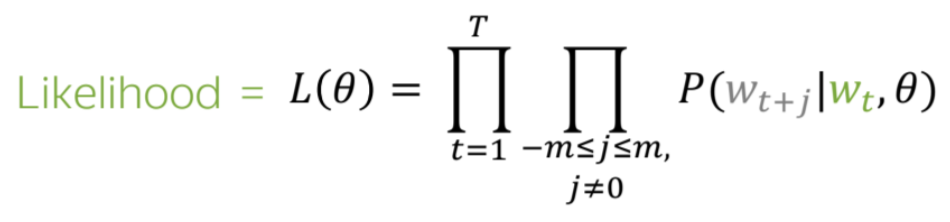 Likelihood = L(θ) = ∏_{t=1}^{T} ∏_{-m≤j≤m, j≠0} P(w_{t+j}|w_t, θ)